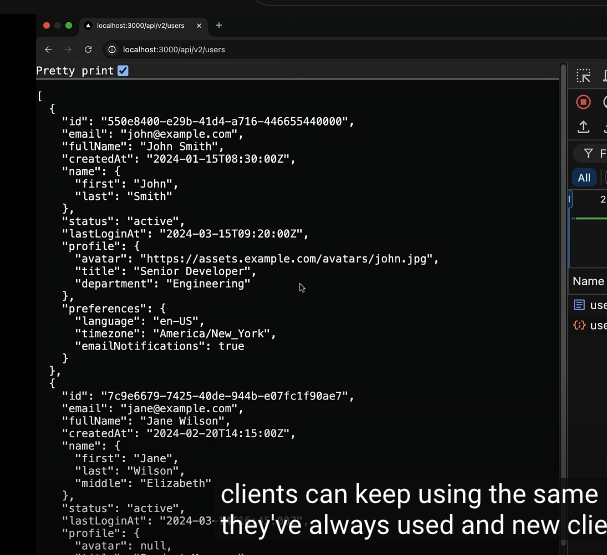 localhost:3000/api/v2/users
localhost:3000/api/v2/users
Pretty print
[
{
"id": "550e8400-e29b-41d4-a716-446655440000",
"email": "john@example.com",
"fullName": "John Smith",
"createdAt": "2024-01-15T08:30:00Z",
"name": {
"first": "John",
"last": "Smith"
},
"status": "active",
"lastLoginAt": "2024-03-15T09:20:00Z",
"profile": {
"avatar": "https://assets.example.com/avatars/john.jpg",
"title": "Senior Developer",
"department": "Engineering"
},
"preferences": {
"language": "en-US",
"timezone": "America/New_York",
"emailNotifications": true
}
},
{
"id": "7c9e6679-7425-40de-944b-e07fc1f90ae7",
"email": "jane@example.com",
"fullName": "Jane Wilson",
"createdAt": "2024-02-20T14:15:00Z",
"name": {
"first": "Jane",
"last": "Wilson",
"middle": "Elizabeth"
},
"status": "active",
"lastLoginAt": "2024-03-
"profile": {
"avatar": null,
clients can keep using the same
they've always used and new clie
F
All
2
Name
use
use